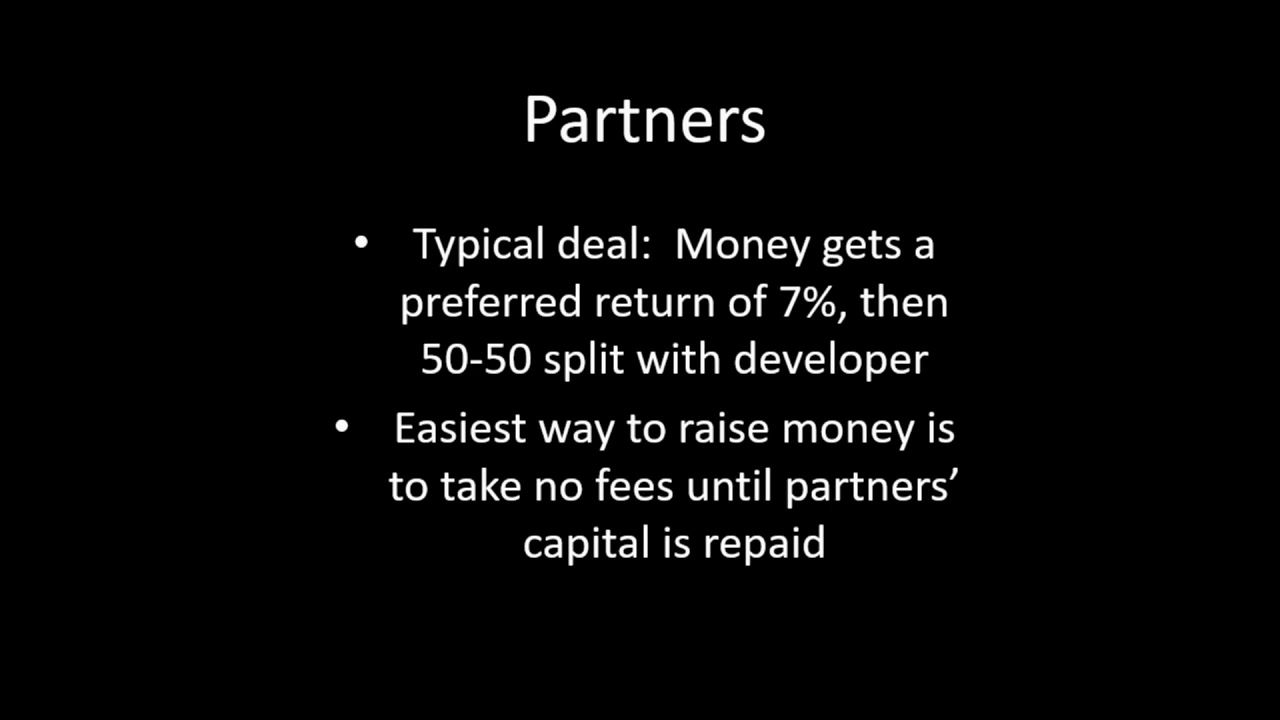 Partners
• Typical deal:  Money gets a
preferred return of 7%, then
50-50 split with developer
• Easiest way to raise money is
to take no fees until partners’
capital is repaid